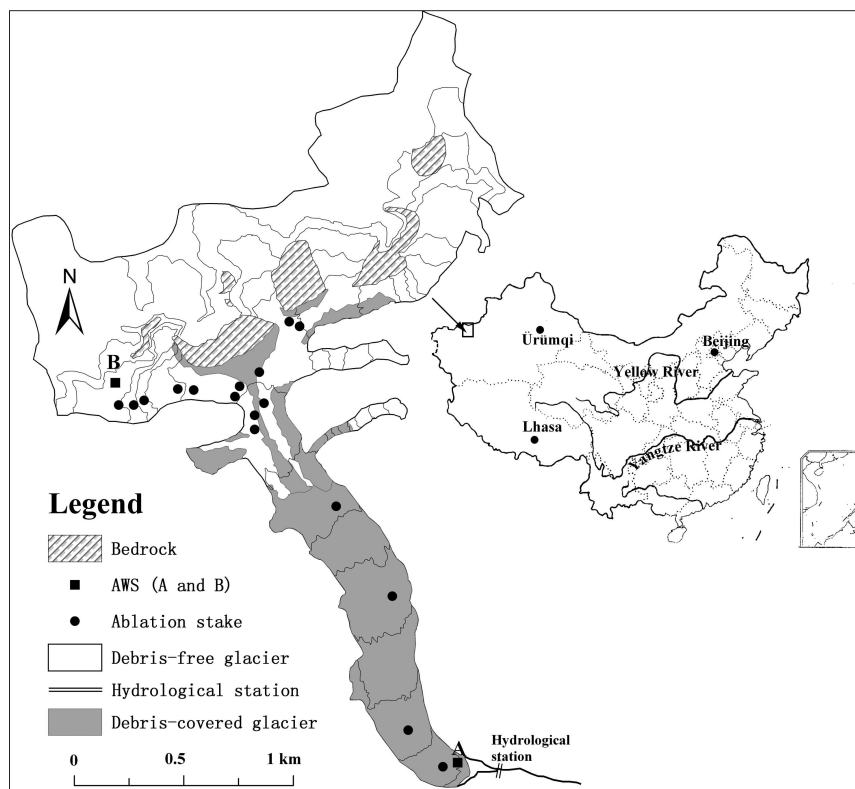 N
B
Ürümqi
Beijing
Yellow River
Lhasa
Yangtze River
Legend
Bedrock
AWS (A and B)
Ablation stake
Debris-free glacier
Hydrological station
Debris-covered glacier
0 0.5 1 km
A
Hydrological
station